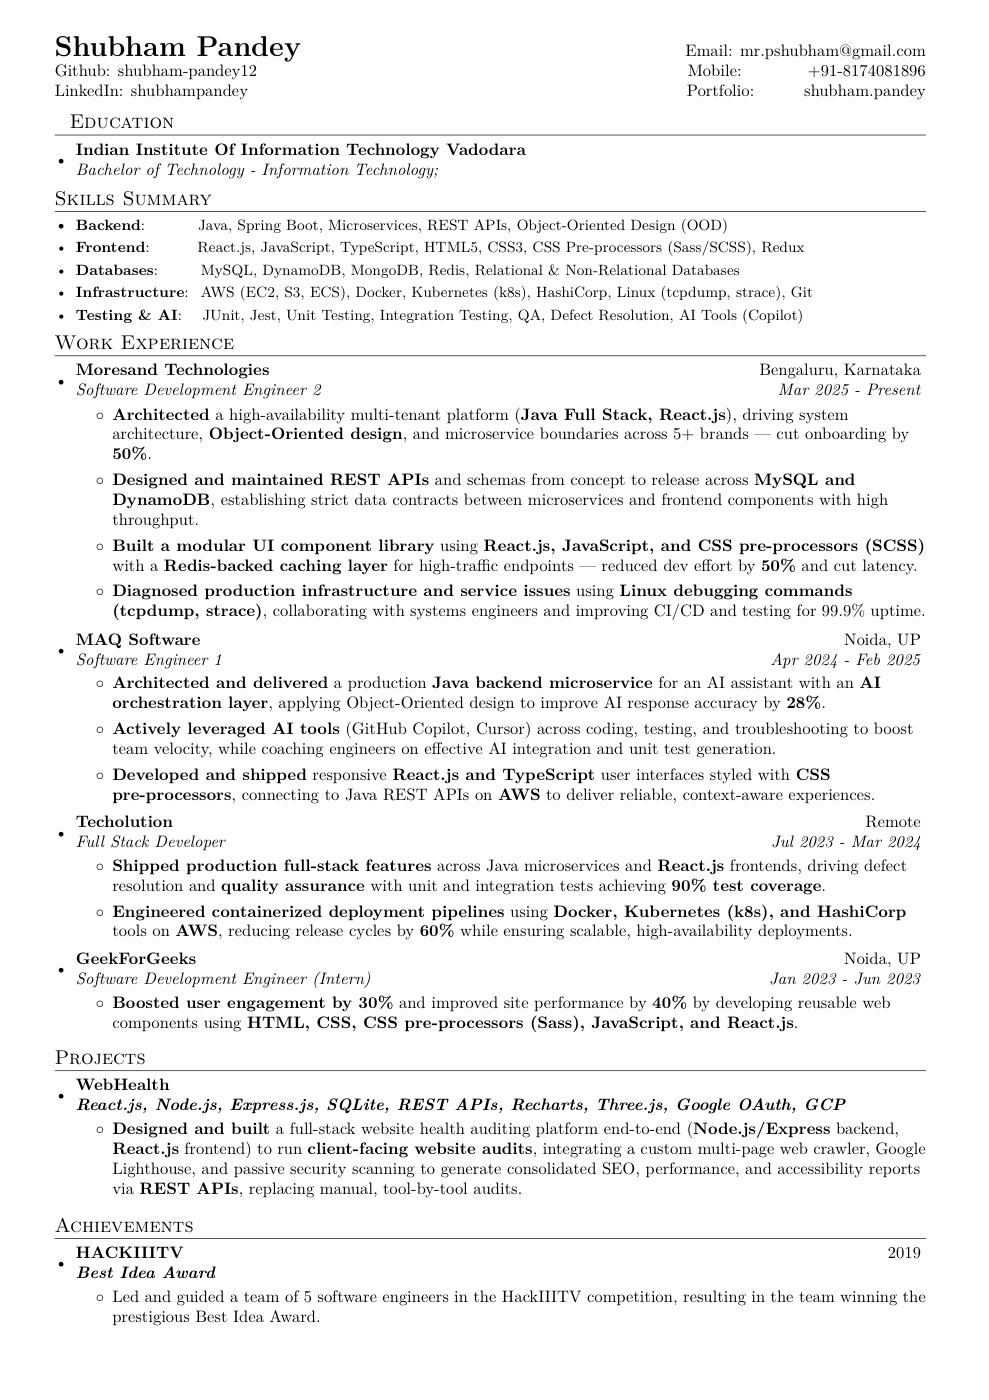 Shubham Pandey
Github: shubham-pandey12
LinkedIn: shubhampandey
Email: mr.pshubham@gmail.com
Mobile: +91-8174081896
Portfolio: shubham.pandey
Education
• Indian Institute Of Information Technology Vadodara
Bachelor of Technology - Information Technology;
Skills Summary
• Backend: Java, Spring Boot, Microservices, REST APIs, Object-Oriented Design (OOD)
• Frontend: React.js, JavaScript, TypeScript, HTML5, CSS3, CSS Pre-processors (Sass/SCSS), Redux
• Databases: MySQL, DynamoDB, MongoDB, Redis, Relational & Non-Relational Databases
• Infrastructure: AWS (EC2, S3, ECS), Docker, Kubernetes (k8s), HashiCorp, Linux (tcpdump, strace), Git
• Testing & AI: JUnit, Jest, Unit Testing, Integration Testing, QA, Defect Resolution, AI Tools (Copilot)
Work Experience
• Moresand Technologies Bengaluru, Karnataka
Software Development Engineer 2 Mar 2025 - Present
◦ Architected a high-availability multi-tenant platform (Java Full Stack, React.js), driving system
architecture, Object-Oriented design, and microservice boundaries across 5+ brands — cut onboarding by
50%.
◦ Designed and maintained REST APIs and schemas from concept to release across MySQL and
DynamoDB, establishing strict data contracts between microservices and frontend components with high
throughput.
◦ Built a modular UI component library using React.js, JavaScript, and CSS pre-processors (SCSS)
with a Redis-backed caching layer for high-traffic endpoints — reduced dev effort by 50% and cut latency.
◦ Diagnosed production infrastructure and service issues using Linux debugging commands
(tcpdump, strace), collaborating with systems engineers and improving CI/CD and testing for 99.9% uptime.
• MAQ Software Noida, UP
Software Engineer 1 Apr 2024 - Feb 2025
◦ Architected and delivered a production Java backend microservice for an AI assistant with an AI
orchestration layer, applying Object-Oriented design to improve AI response accuracy by 28%.
◦ Actively leveraged AI tools (GitHub Copilot, Cursor) across coding, testing, and troubleshooting to boost
team velocity, while coaching engineers on effective AI integration and unit test generation.
◦ Developed and shipped responsive React.js and TypeScript user interfaces styled with CSS
pre-processors, connecting to Java REST APIs on AWS to deliver reliable, context-aware experiences.
• Techolution Remote
Full Stack Developer Jul 2023 - Mar 2024
◦ Shipped production full-stack features across Java microservices and React.js frontends, driving defect
resolution and quality assurance with unit and integration tests achieving 90% test coverage.
◦ Engineered containerized deployment pipelines using Docker, Kubernetes (k8s), and HashiCorp
tools on AWS, reducing release cycles by 60% while ensuring scalable, high-availability deployments.
• GeekForGeeks Noida, UP
Software Development Engineer (Intern) Jan 2023 - Jun 2023
◦ Boosted user engagement by 30% and improved site performance by 40% by developing reusable web
components using HTML, CSS, CSS pre-processors (Sass), JavaScript, and React.js.
Projects
• WebHealth
React.js, Node.js, Express.js, SQLite, REST APIs, Recharts, Three.js, Google OAuth, GCP
◦ Designed and built a full-stack website health auditing platform end-to-end (Node.js/Express backend,
React.js frontend) to run client-facing website audits, integrating a custom multi-page web crawler, Google
Lighthouse, and passive security scanning to generate consolidated SEO, performance, and accessibility reports
via REST APIs, replacing manual, tool-by-tool audits.
Achievements
• HACKIIITV 2019
Best Idea Award
◦ Led and guided a team of 5 software engineers in the HackIIITV competition, resulting in the team winning the
prestigious Best Idea Award.